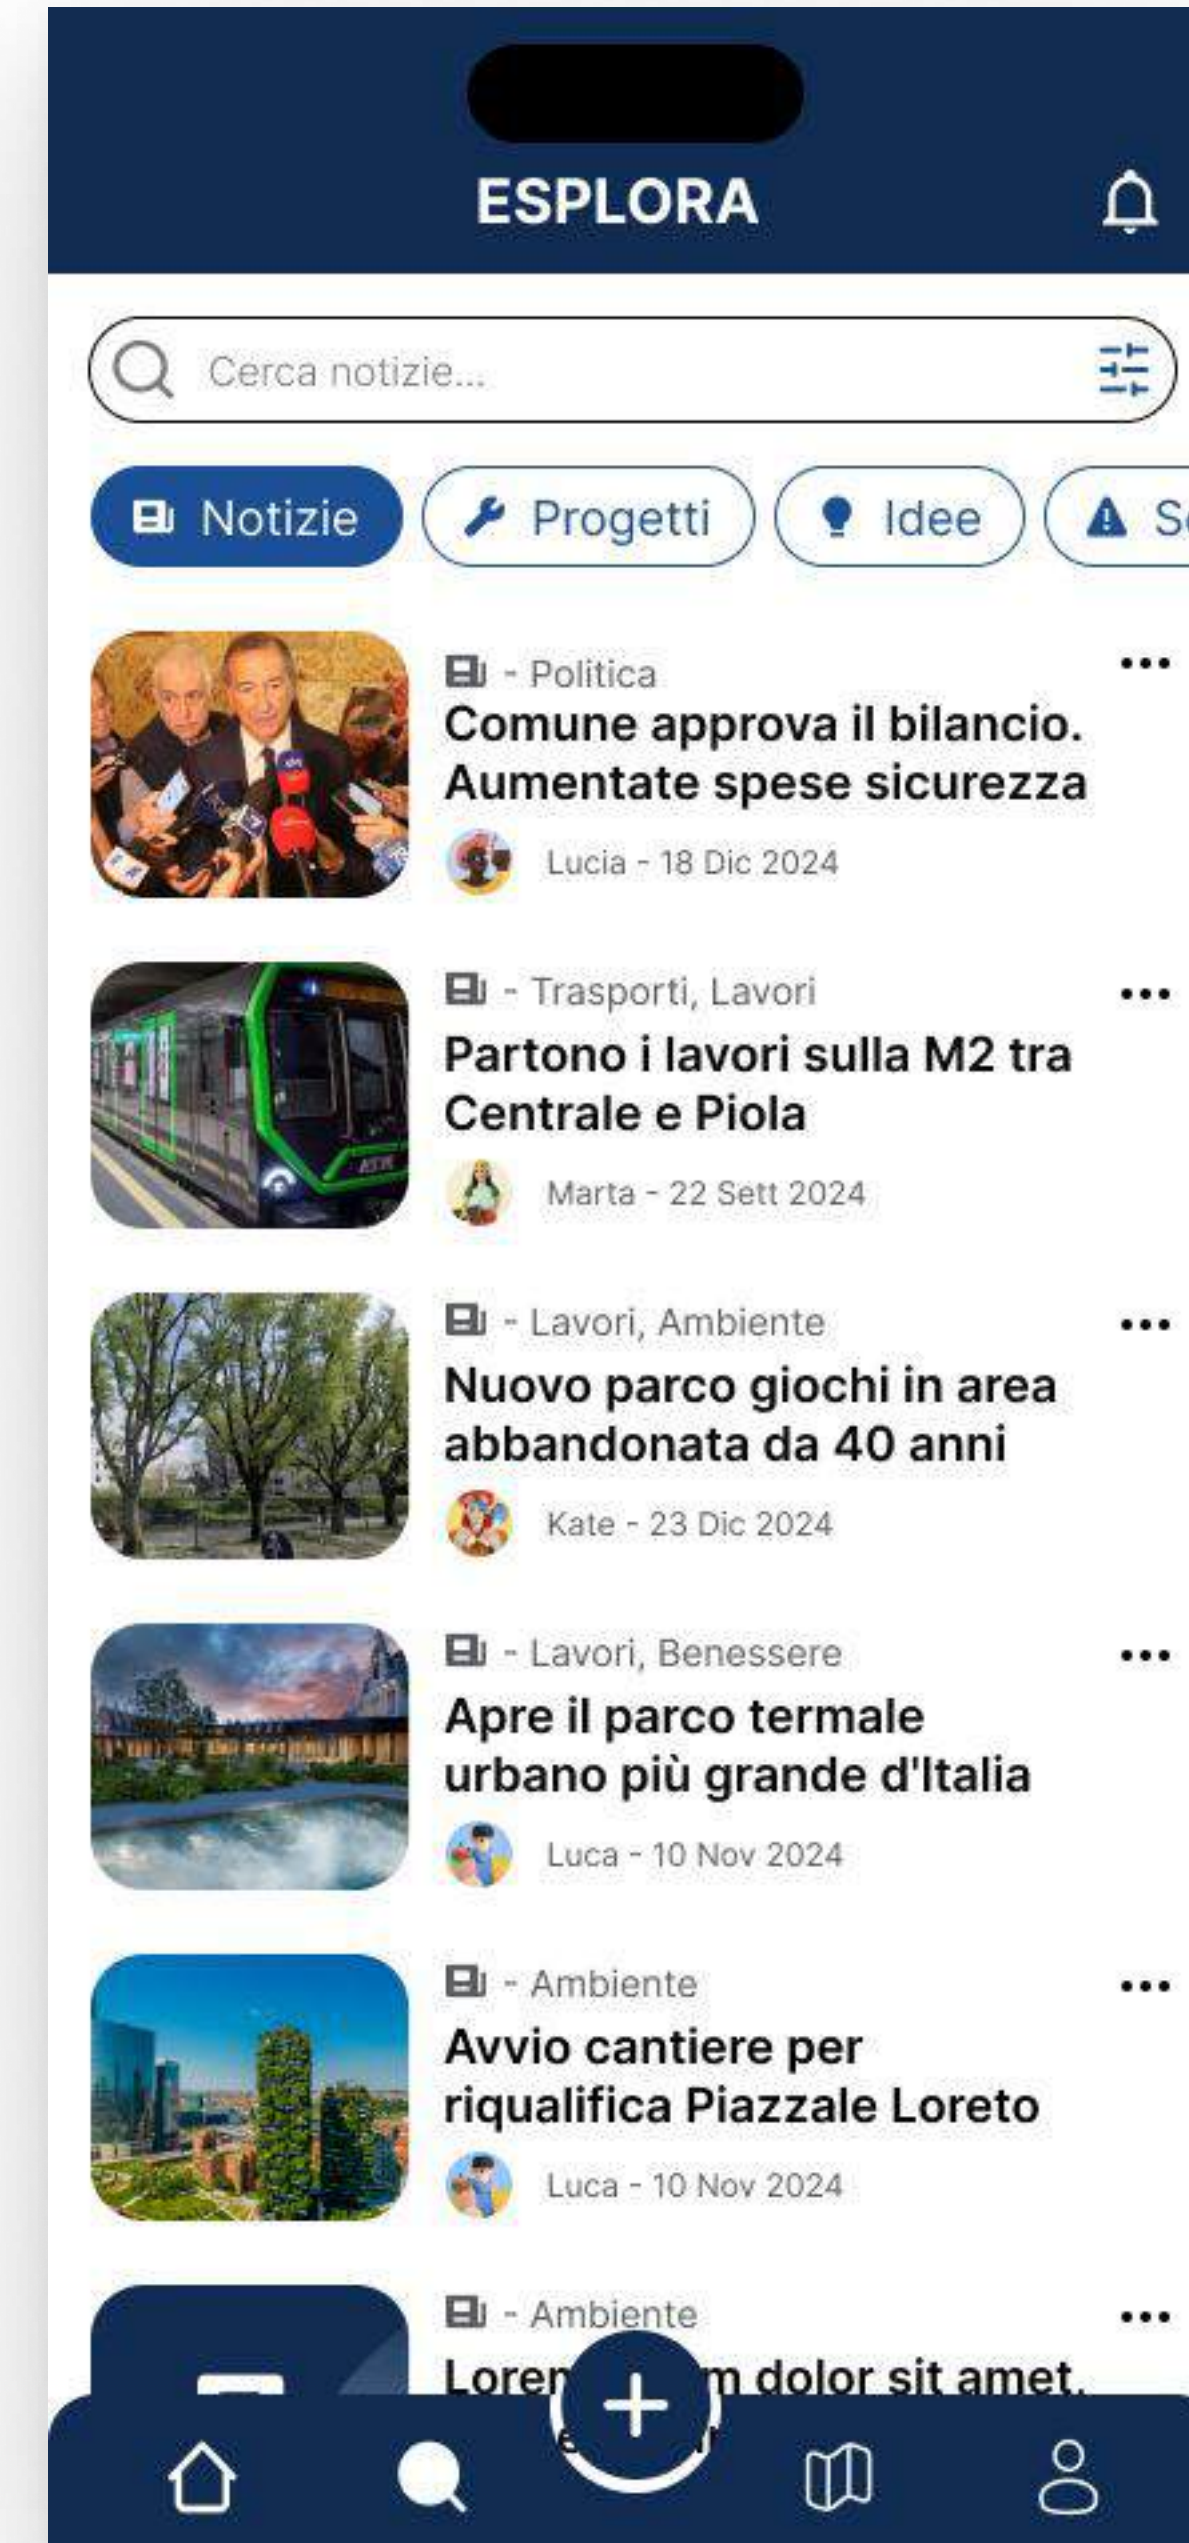 ESPLORA
Cerca notizie...
Notizie
Progetti
Idee
- Politica
Comune approva il bilancio.
Aumentate spese sicurezza
Lucia - 18 Dic 2024
- Trasporti, Lavori
Partono i lavori sulla M2 tra
Centrale e Piola
Marta - 22 Sett 2024
- Lavori, Ambiente
Nuovo parco giochi in area
abbandonata da 40 anni
Kate - 23 Dic 2024
- Lavori, Benessere
Apre il parco termale
urbano più grande d'Italia
Luca - 10 Nov 2024
- Ambiente
Avvio cantiere per
riqualifica Piazzale Loreto
Luca - 10 Nov 2024
- Ambiente
dolor sit amet,